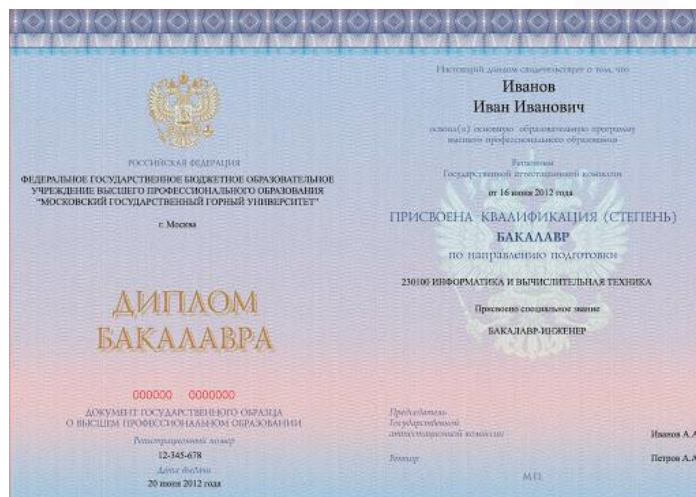 РОССИЙСКАЯ ФЕДЕРАЦИЯ
ФЕДЕРАЛЬНОЕ ГОСУДАРСТВЕННОЕ БЮДЖЕТНОЕ ОБРАЗОВАТЕЛЬНОЕ
УЧРЕЖДЕНИЕ ВЫСШЕГО ПРОФЕССИОНАЛЬНОГО ОБРАЗОВАНИЯ
"МОСКОВСКИЙ ГОСУДАРСТВЕННЫЙ ГОРНЫЙ УНИВЕРСИТЕТ"
г. Москва
ДИПЛОМ
БАКАЛАВРА
000000 0000000
ДОКУМЕНТ ГОСУДАРСТВЕННОГО ОБРАЗЦА
О ВЫСШЕМ ПРОФЕССИОНАЛЬНОМ ОБРАЗОВАНИИ
Регистрационный номер
12-345-678
Дата выдачи
20 июня 2012 года
Настоящий диплом свидетельствует о том, что
Иванов
Иван Иванович
освоил(а) основную образовательную программу
высшего профессионального образования
Решением
Государственной аттестационной комиссии
от 16 июня 2012 года
ПРИСВОЕНА КВАЛИФИКАЦИЯ (СТЕПЕНЬ)
БАКАЛАВР
по направлению подготовки
230100 ИНФОРМАТИКА И ВЫЧИСЛИТЕЛЬНАЯ ТЕХНИКА
Присвоено специальное звание
БАКАЛАВР-ИНЖЕНЕР
Председатель
Государственной
аттестационной комиссии
Иванов А.А
Ректор
Петров А.А
М.П.